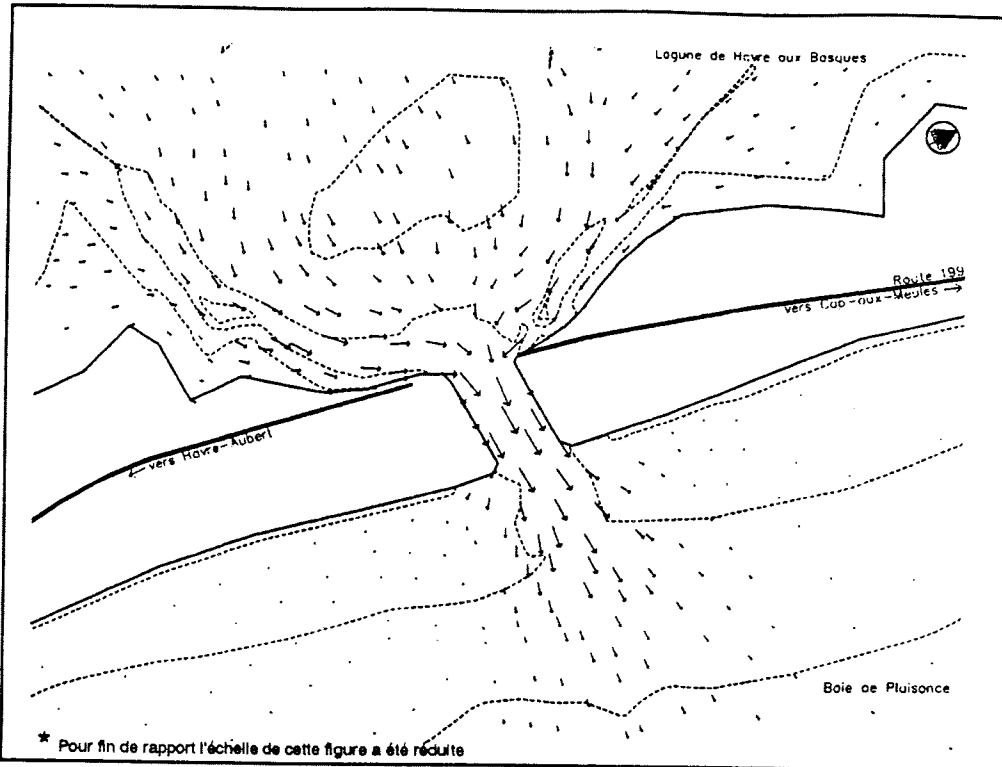 Lagune de Havre aux Basques
Route 199
vers Cap-aux-Meules →
← vers Havre-Aubert
Baie de Plaisance
* Pour fin de rapport l'échelle de cette figure a été réduite